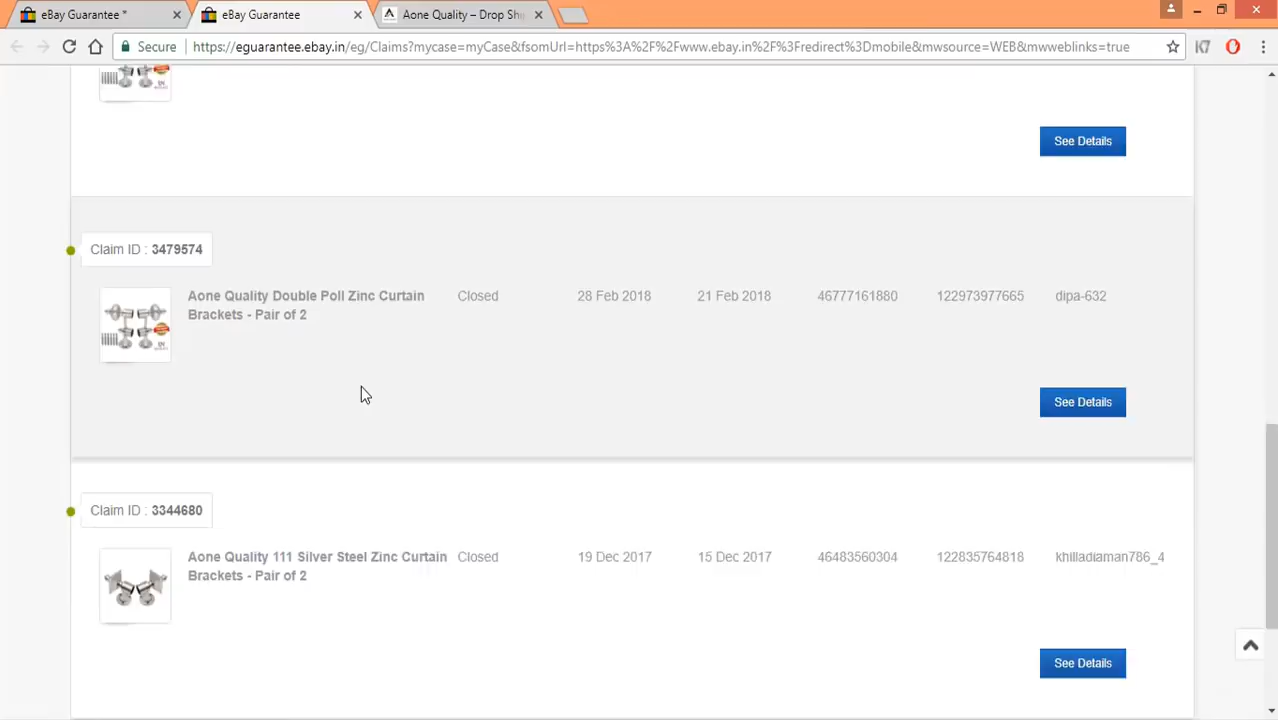 eBay Guarantee *
eBay Guarantee
Aone Quality – Drop Sh
Secure
https://eguarantee.ebay.in/eg/Claims?mycase=myCase&fsomUrl=https%3A%2F%2Fwww.ebay.in%2F%3Fredirect%3Dmobile&mwsource=WEB&mwweblinks=true
See Details
Claim ID : 3479574
Aone Quality Double Poll Zinc Curtain Closed 28 Feb 2018 21 Feb 2018 46777161880 122973977665 dipa-632
Brackets - Pair of 2
See Details
Claim ID : 3344680
Aone Quality 111 Silver Steel Zinc Curtain Closed 19 Dec 2017 15 Dec 2017 46483560304 122835764818 khilladiaman786_4
Brackets - Pair of 2
See Details